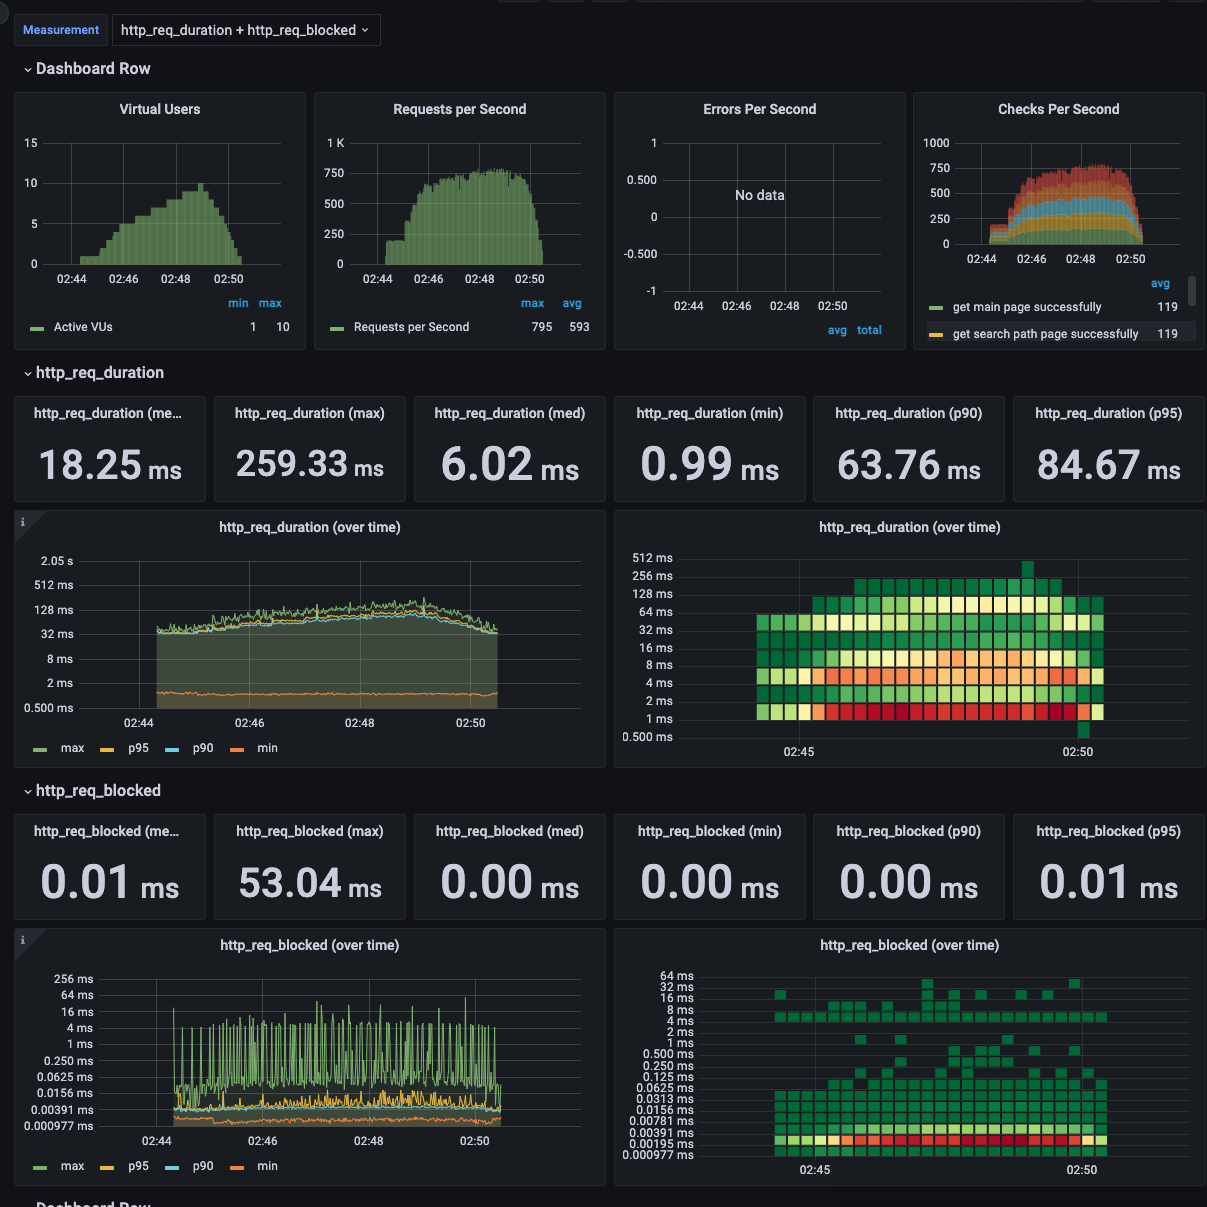 Measurement http_req_duration + http_req_blocked
Dashboard Row
Virtual Users
15
10
5
0
02:44 02:46 02:48 02:50
min max
Active VUs 1 10
Requests per Second
1 K
750
500
250
0
02:44 02:46 02:48 02:50
max avg
Requests per Second 795 593
Errors Per Second
1
0.500
0
-0.500
-1
No data
02:44 02:46 02:48 02:50
avg total
Checks Per Second
1000
750
500
250
0
02:44 02:46 02:48 02:50
avg
get main page successfully 119
get search path page successfully 119
http_req_duration
http_req_duration (me...
18.25 ms
http_req_duration (max)
259.33 ms
http_req_duration (med)
6.02 ms
http_req_duration (min)
0.99 ms
http_req_duration (p90)
63.76 ms
http_req_duration (p95)
84.67 ms
i
http_req_duration (over time)
2.05 s
512 ms
128 ms
32 ms
8 ms
2 ms
0.500 ms
02:44 02:46 02:48 02:50
max p95 p90 min
http_req_duration (over time)
512 ms
256 ms
128 ms
64 ms
32 ms
16 ms
8 ms
4 ms
2 ms
1 ms
0.500 ms
02:45 02:50
http_req_blocked
http_req_blocked (me...
0.01 ms
http_req_blocked (max)
53.04 ms
http_req_blocked (med)
0.00 ms
http_req_blocked (min)
0.00 ms
http_req_blocked (p90)
0.00 ms
http_req_blocked (p95)
0.01 ms
i
http_req_blocked (over time)
256 ms
64 ms
16 ms
4 ms
1 ms
0.250 ms
0.0625 ms
0.0156 ms
0.00391 ms
0.000977 ms
02:44 02:46 02:48 02:50
max p95 p90 min
http_req_blocked (over time)
64 ms
32 ms
16 ms
8 ms
4 ms
2 ms
1 ms
0.500 ms
0.250 ms
0.125 ms
0.0625 ms
0.0313 ms
0.0156 ms
0.00781 ms
0.00391 ms
0.00195 ms
0.000977 ms
02:45 02:50
Dashboard Row